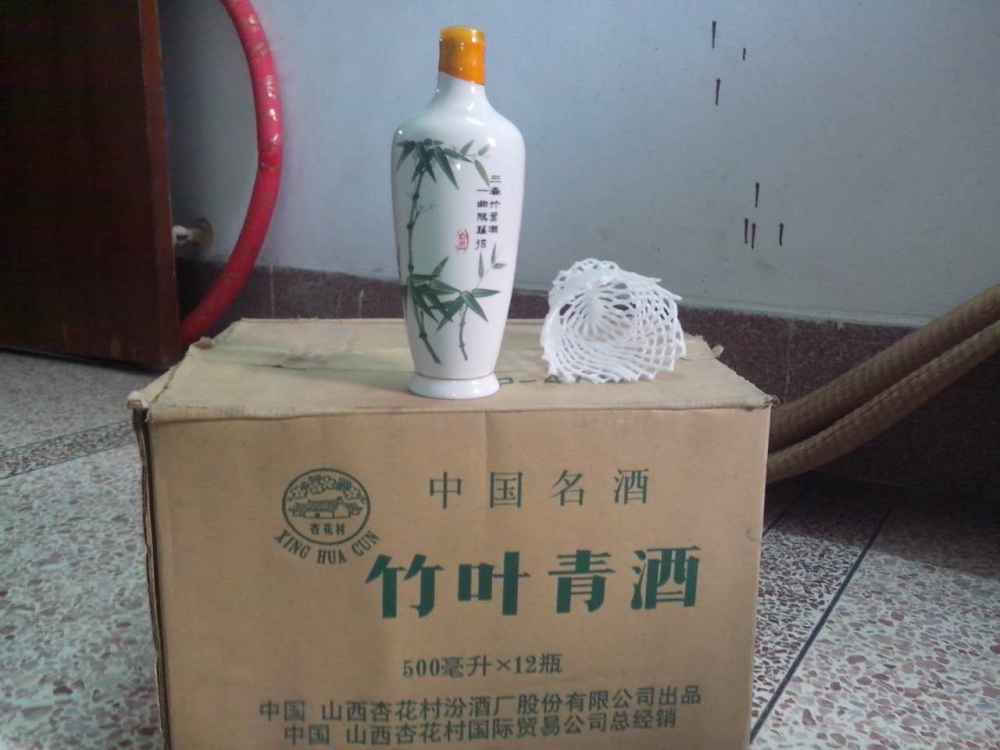 中国名酒
杏花村
XING HUA CUN
竹叶青酒
500毫升×12瓶
中国 山西杏花村汾酒厂股份有限公司出品
中国 山西杏花村国际贸易公司总经销